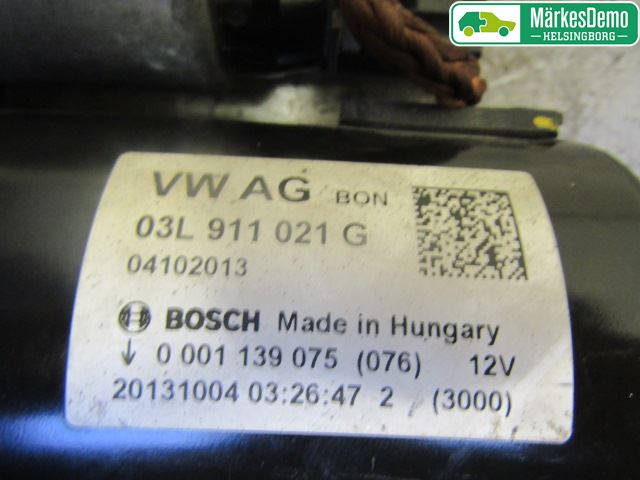 MärkesDemo
HELSINGBORG
VW AG BON
03L 911 021 G
04102013
BOSCH Made in Hungary
↓ 0 001 139 075 (076) 12V
20131004 03:26:47 2 (3000)